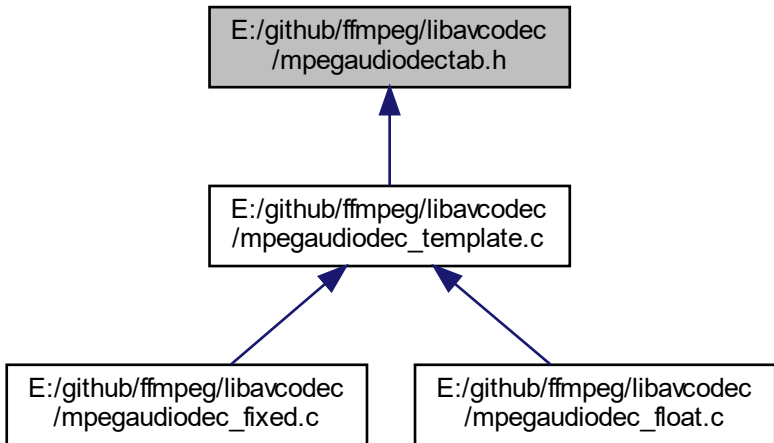 E:/github/ffmpeg/libavcodec
/mpegaudiodectab.h
E:/github/ffmpeg/libavcodec
/mpegaudiodec_template.c
E:/github/ffmpeg/libavcodec
/mpegaudiodec_fixed.c
E:/github/ffmpeg/libavcodec
/mpegaudiodec_float.c